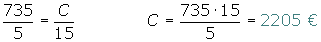 735/5 = C/15    C = 735·15/5 = 2205 €